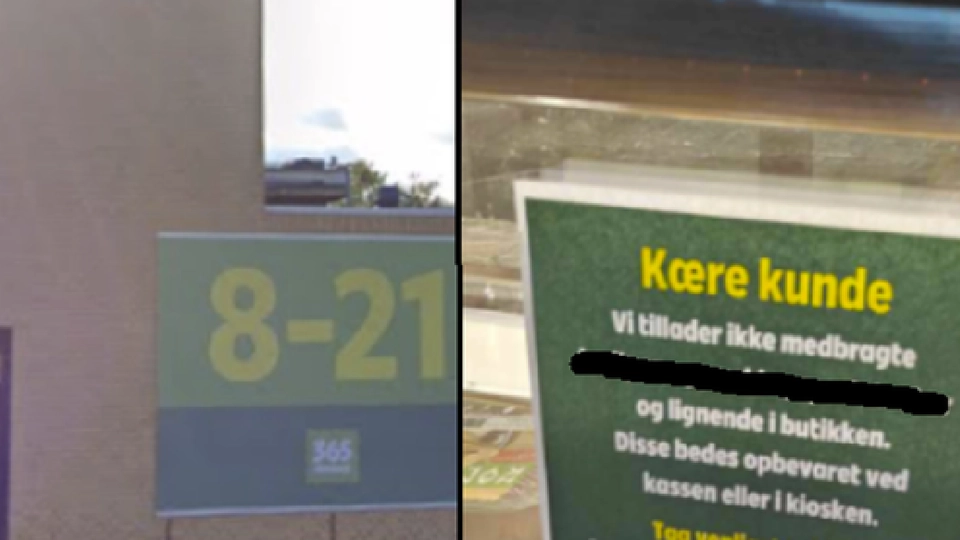 8-21
365
Kære kunde
Vi tillader ikke medbragte
og lignende i butikken.
Disse bedes opbevaret ved
kassen eller i kiosken.
Tag